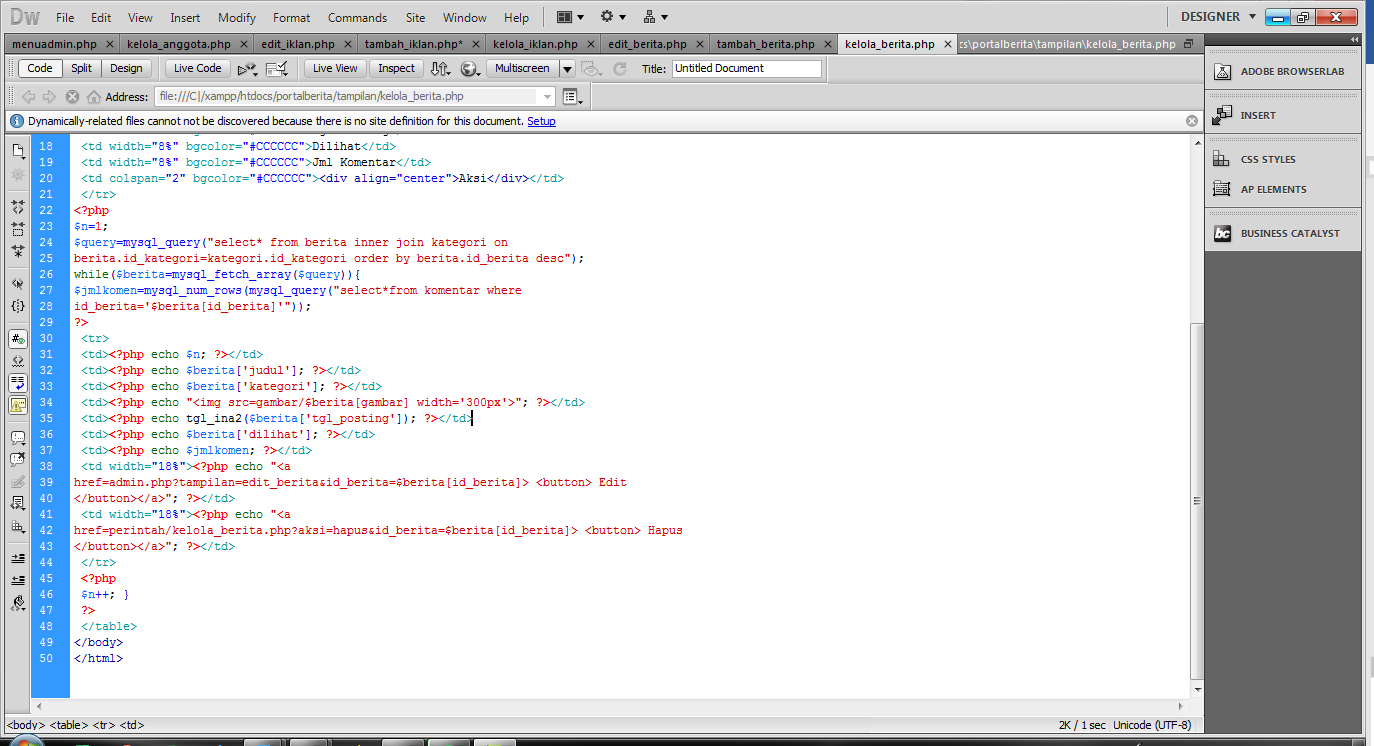 Dw File Edit View Insert Modify Format Commands Site Window Help DESIGNER
menuadmin.php kelola_anggota.php edit_iklan.php tambah_iklan.php* kelola_iklan.php edit_berita.php tambah_berita.php kelola_berita.php cs\portalberita\tampilan\kelola_berita.php
Code Split Design Live Code Live View Inspect Multiscreen Title: Untitled Document
Address: file:///C|/xampp/htdocs/portalberita/tampilan/kelola_berita.php
Dynamically-related files cannot not be discovered because there is no site definition for this document. Setup
18 <td width="8%" bgcolor="#CCCCCC">Dilihat</td>
19 <td width="8%" bgcolor="#CCCCCC">Jml Komentar</td>
20 <td colspan="2" bgcolor="#CCCCCC"><div align="center">Aksi</div></td>
21 </tr>
22 <?php
23 $n=1;
24 $query=mysql_query("select* from berita inner join kategori on
25 berita.id_kategori=kategori.id_kategori order by berita.id_berita desc");
26 while($berita=mysql_fetch_array($query)){
27 $jmlkomen=mysql_num_rows(mysql_query("select*from komentar where
28 id_berita='$berita[id_berita]'"));
29 ?>
30 <tr>
31 <td><?php echo $n; ?></td>
32 <td><?php echo $berita['judul']; ?></td>
33 <td><?php echo $berita['kategori']; ?></td>
34 <td><?php echo "<img src=gambar/$berita[gambar] width='300px'>"; ?></td>
35 <td><?php echo tgl_ina2($berita['tgl_posting']); ?></td>
36 <td><?php echo $berita['dilihat']; ?></td>
37 <td><?php echo $jmlkomen; ?></td>
38 <td width="18%"><?php echo "<a
39 href=admin.php?tampilan=edit_berita&id_berita=$berita[id_berita]> <button> Edit
40 </button></a>"; ?></td>
41 <td width="18%"><?php echo "<a
42 href=perintah/kelola_berita.php?aksi=hapus&id_berita=$berita[id_berita]> <button> Hapus
43 </button></a>"; ?></td>
44 </tr>
45 <?php
46 $n++; }
47 ?>
48 </table>
49 </body>
50 </html>
<body> <table> <tr> <td> 2K / 1 sec Unicode (UTF-8)
ADOBE BROWSERLAB
INSERT
CSS STYLES
AP ELEMENTS
bc BUSINESS CATALYST